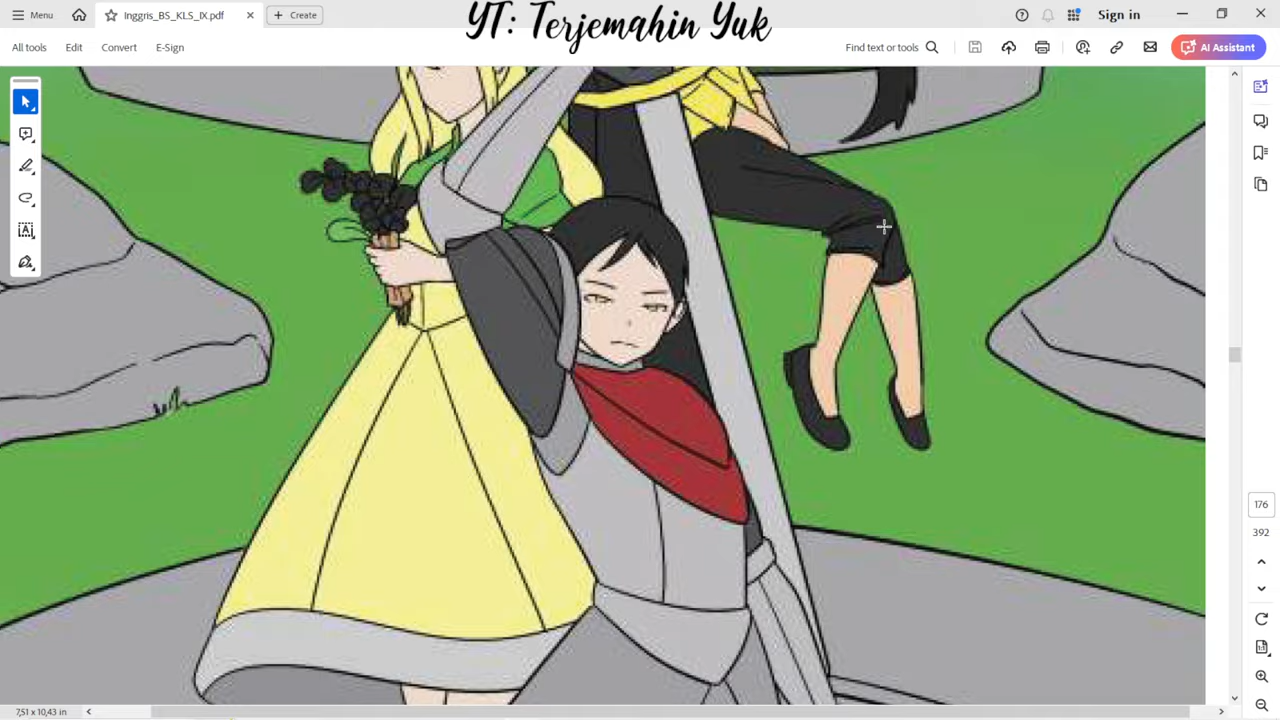 YT: Terjemahin Yuk
Menu
Inggris_BS_KLS_IX.pdf
Create
Sign in
All tools
Edit
Convert
E-Sign
Find text or tools
AI Assistant
176
392
7,51 x 10,43 in